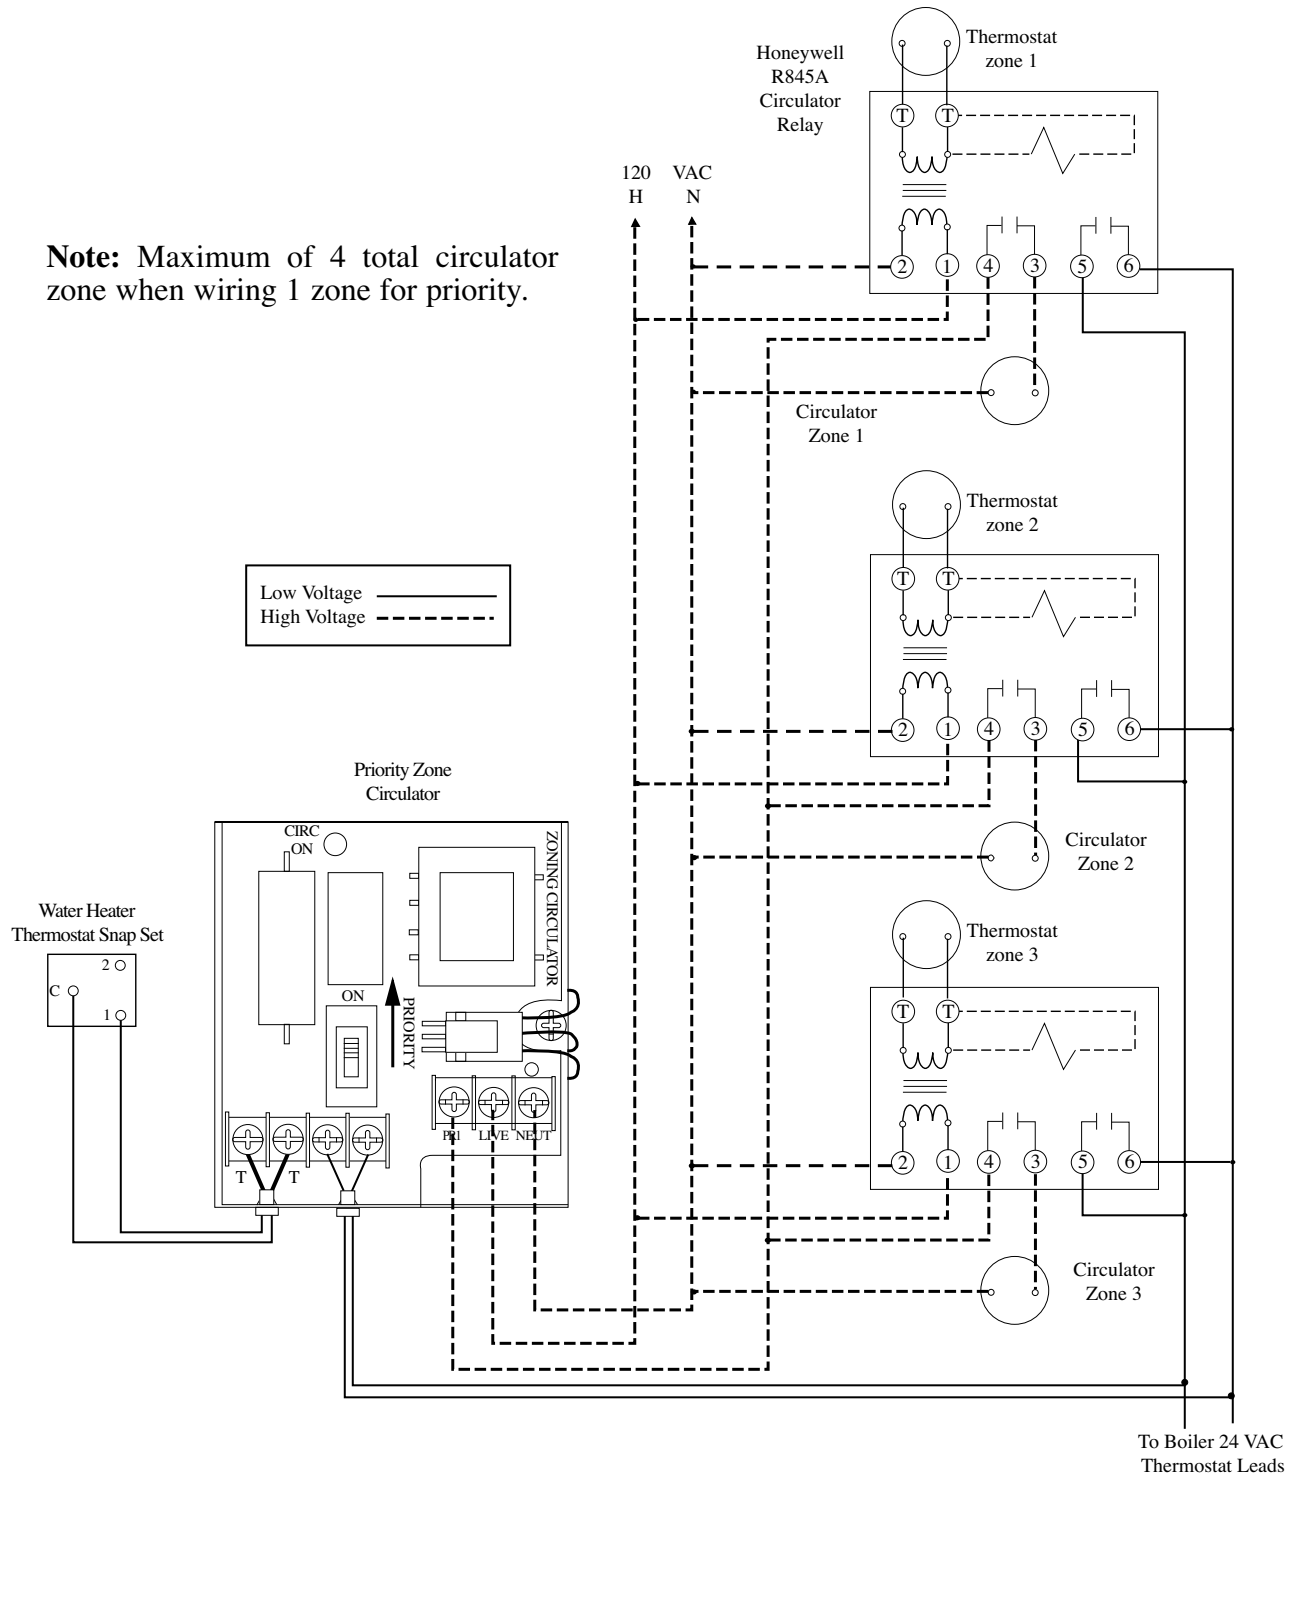 Thermostat
zone 1
Honeywell
R845A
Circulator
Relay
T T
120 VAC
H N
2 1 4 3 5 6
Note: Maximum of 4 total circulator
zone when wiring 1 zone for priority.
Circulator
Zone 1
Thermostat
zone 2
T T
Low Voltage
High Voltage
2 1 4 3 5 6
Priority Zone
Circulator
CIRC
ON
ZONING CIRCULATOR
Circulator
Zone 2
Water Heater
Thermostat Snap Set
2
C
1
Thermostat
zone 3
ON
PRIORITY
T T
PRI LIVE NEUT
T T
2 1 4 3 5 6
Circulator
Zone 3
To Boiler 24 VAC
Thermostat Leads